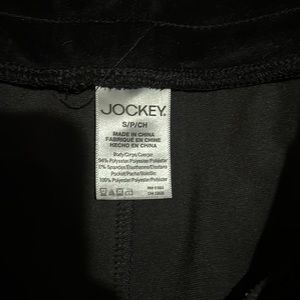 JOCKEY
S/P/CH
MADE IN CHINA
FABRIQUÉ EN CHINE
HECHO EN CHINA
Body/Corps/Cuerpo:
94% Polyester/Polyester/Poliéster
Spandex/Élasthanne/Elastano
Pocket/Poche/Bolsillo:
100% Polyester/Polyester/Poliéster